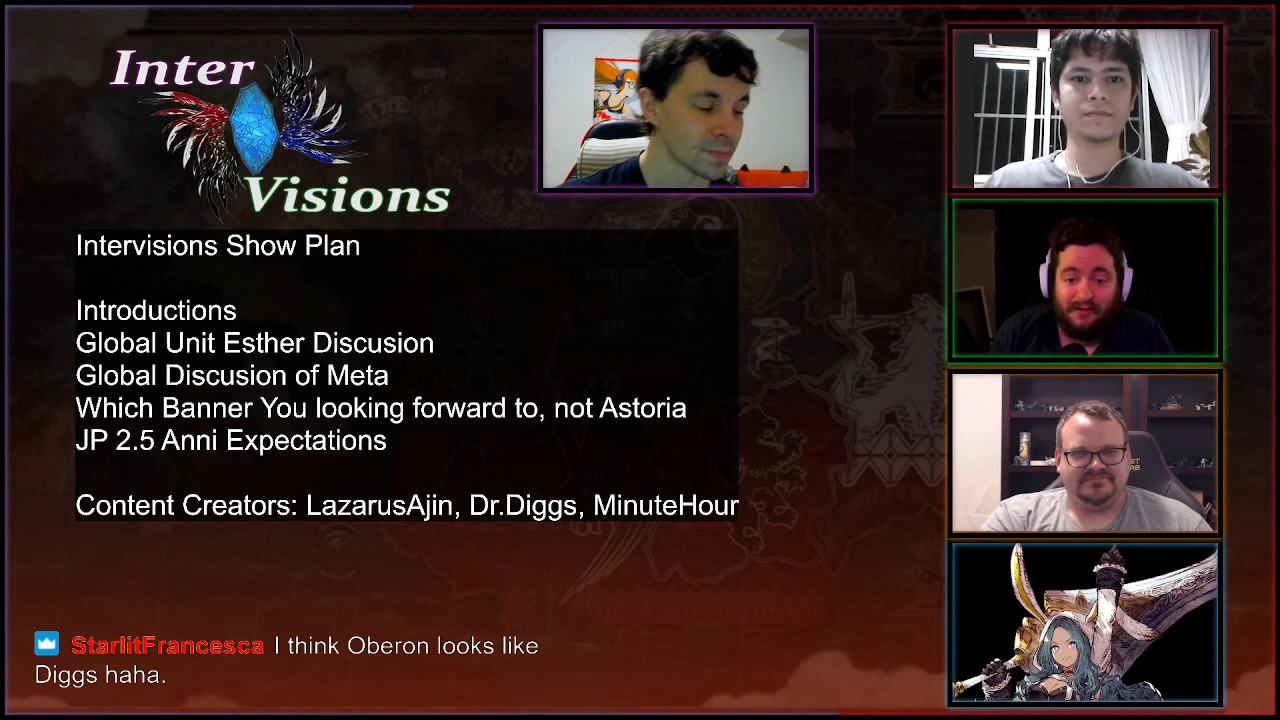 Inter
Visions
Intervisions Show Plan
Introductions
Global Unit Esther Discusion
Global Discusion of Meta
Which Banner You looking forward to, not Astoria
JP 2.5 Anni Expectations
Content Creators: LazarusAjin, Dr.Diggs, MinuteHour
StarlitFrancesca I think Oberon looks like
Diggs haha.